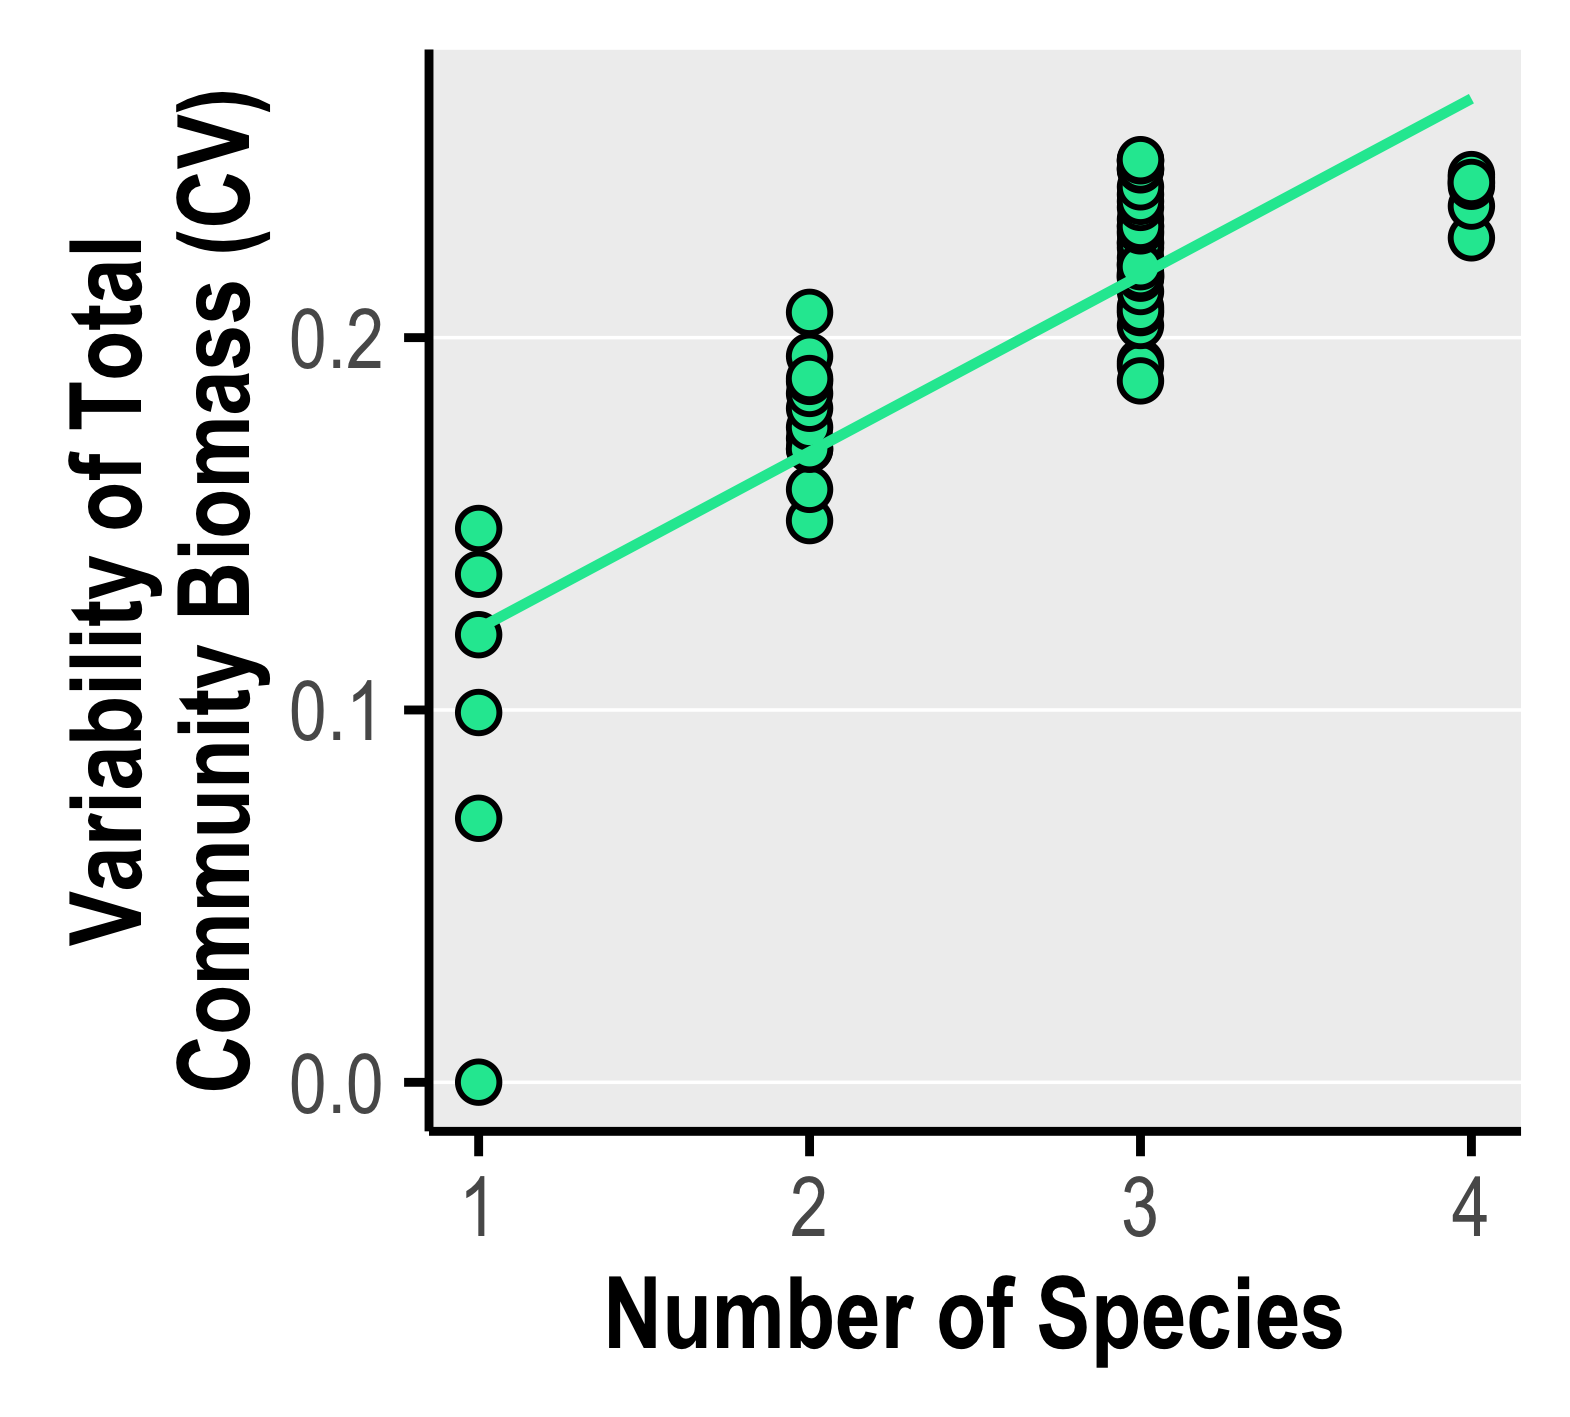 Variability of Total
Community Biomass (CV)
0.2
0.1
0.0
1 2 3 4
Number of Species